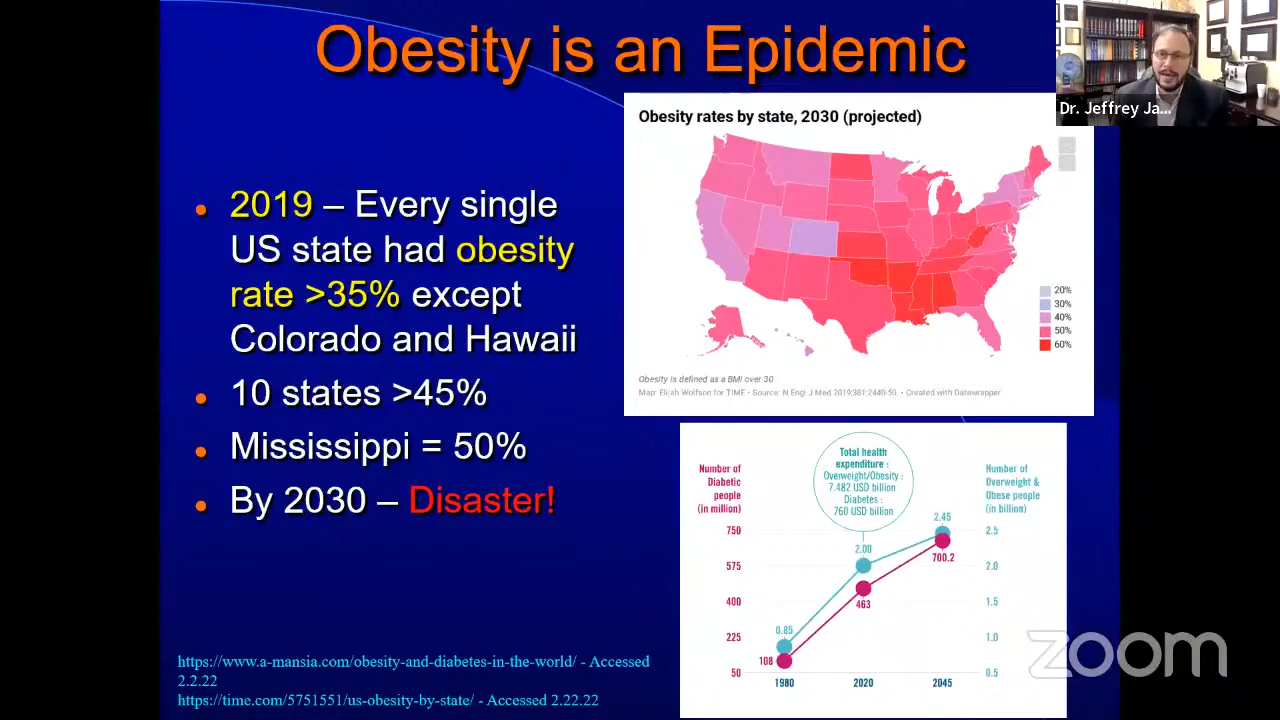 Obesity is an Epidemic
Dr. Jeffrey Ja...
• 2019 – Every single
US state had obesity
rate >35% except
Colorado and Hawaii
• 10 states >45%
• Mississippi = 50%
• By 2030 – Disaster!
Obesity rates by state, 2030 (projected)
20%
30%
40%
50%
60%
Obesity is defined as a BMI over 30
Map: Elijah Wolfson for TIME • Source: N Engl J Med 2019;381:2440-50. • Created with Datawrapper
Number of
Diabetic
people
(in million)
Total health
expenditure :
Overweight/Obesity :
7.482 USD billion
Diabetes :
760 USD billion
Number of
Overweight &
Obese people
(in billion)
750
575
400
225
50
2.45
700.2
2.00
463
0.85
108
2.5
2.0
1.5
1.0
0.5
1980
2020
2045
https://www.a-mansia.com/obesity-and-diabetes-in-the-world/ - Accessed
2.2.22
https://time.com/5751551/us-obesity-by-state/ - Accessed 2.22.22
zoom